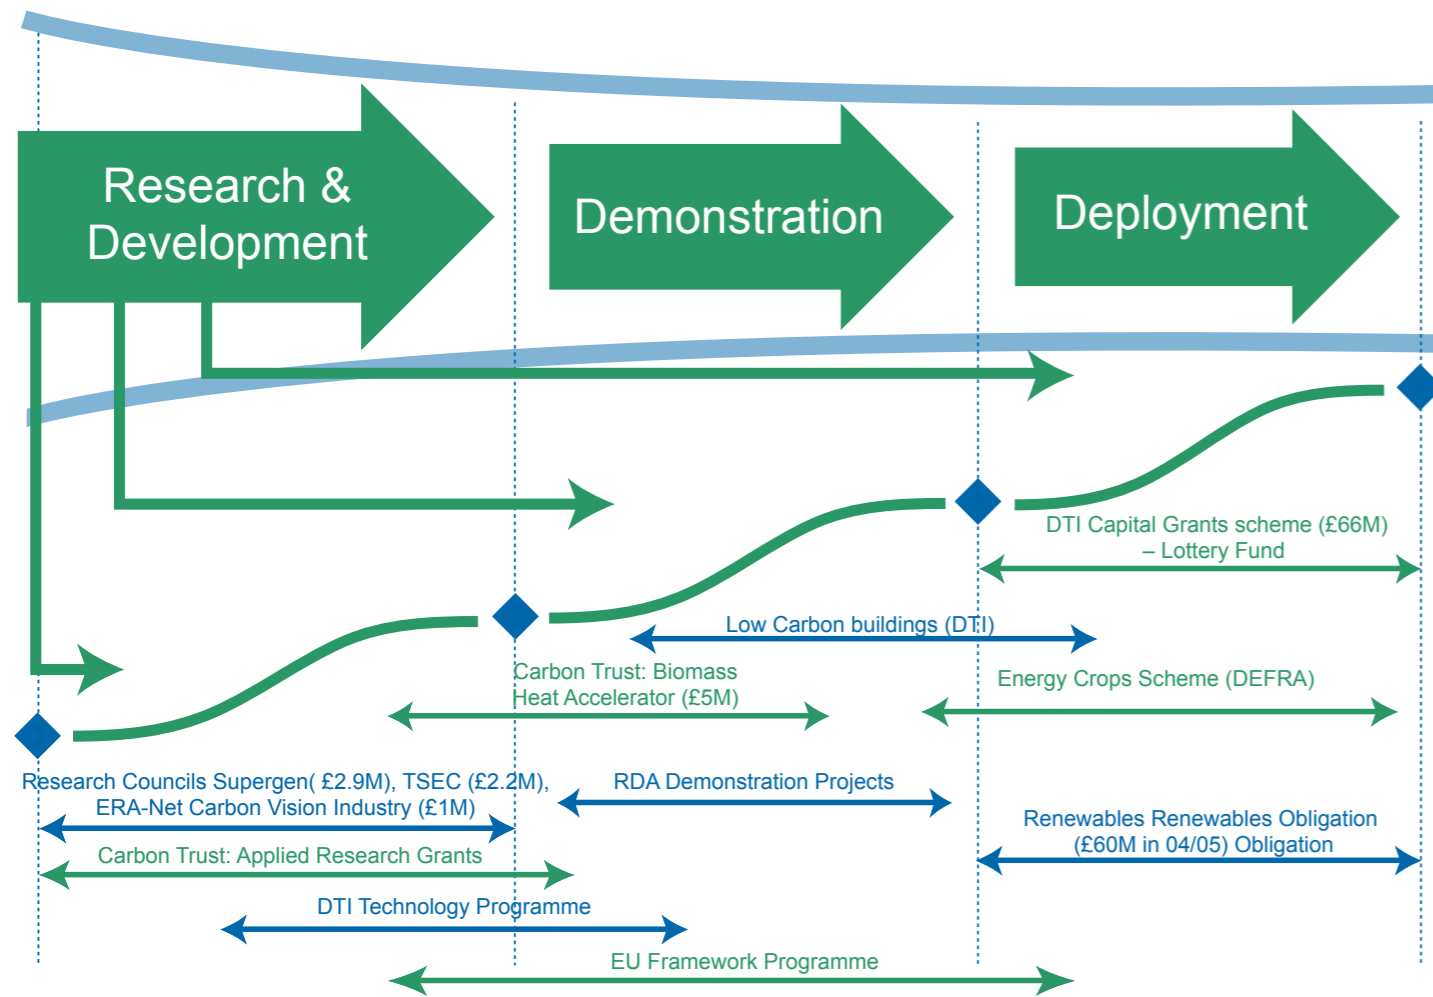 Research &
Development
Demonstration
Deployment
DTI Capital Grants scheme (£66M)
– Lottery Fund
Low Carbon buildings (DTI)
Carbon Trust: Biomass
Heat Accelerator (£5M)
Energy Crops Scheme (DEFRA)
Research Councils Supergen( £2.9M), TSEC (£2.2M),
ERA-Net Carbon Vision Industry (£1M)
RDA Demonstration Projects
Renewables Renewables Obligation
(£60M in 04/05) Obligation
Carbon Trust: Applied Research Grants
DTI Technology Programme
EU Framework Programme